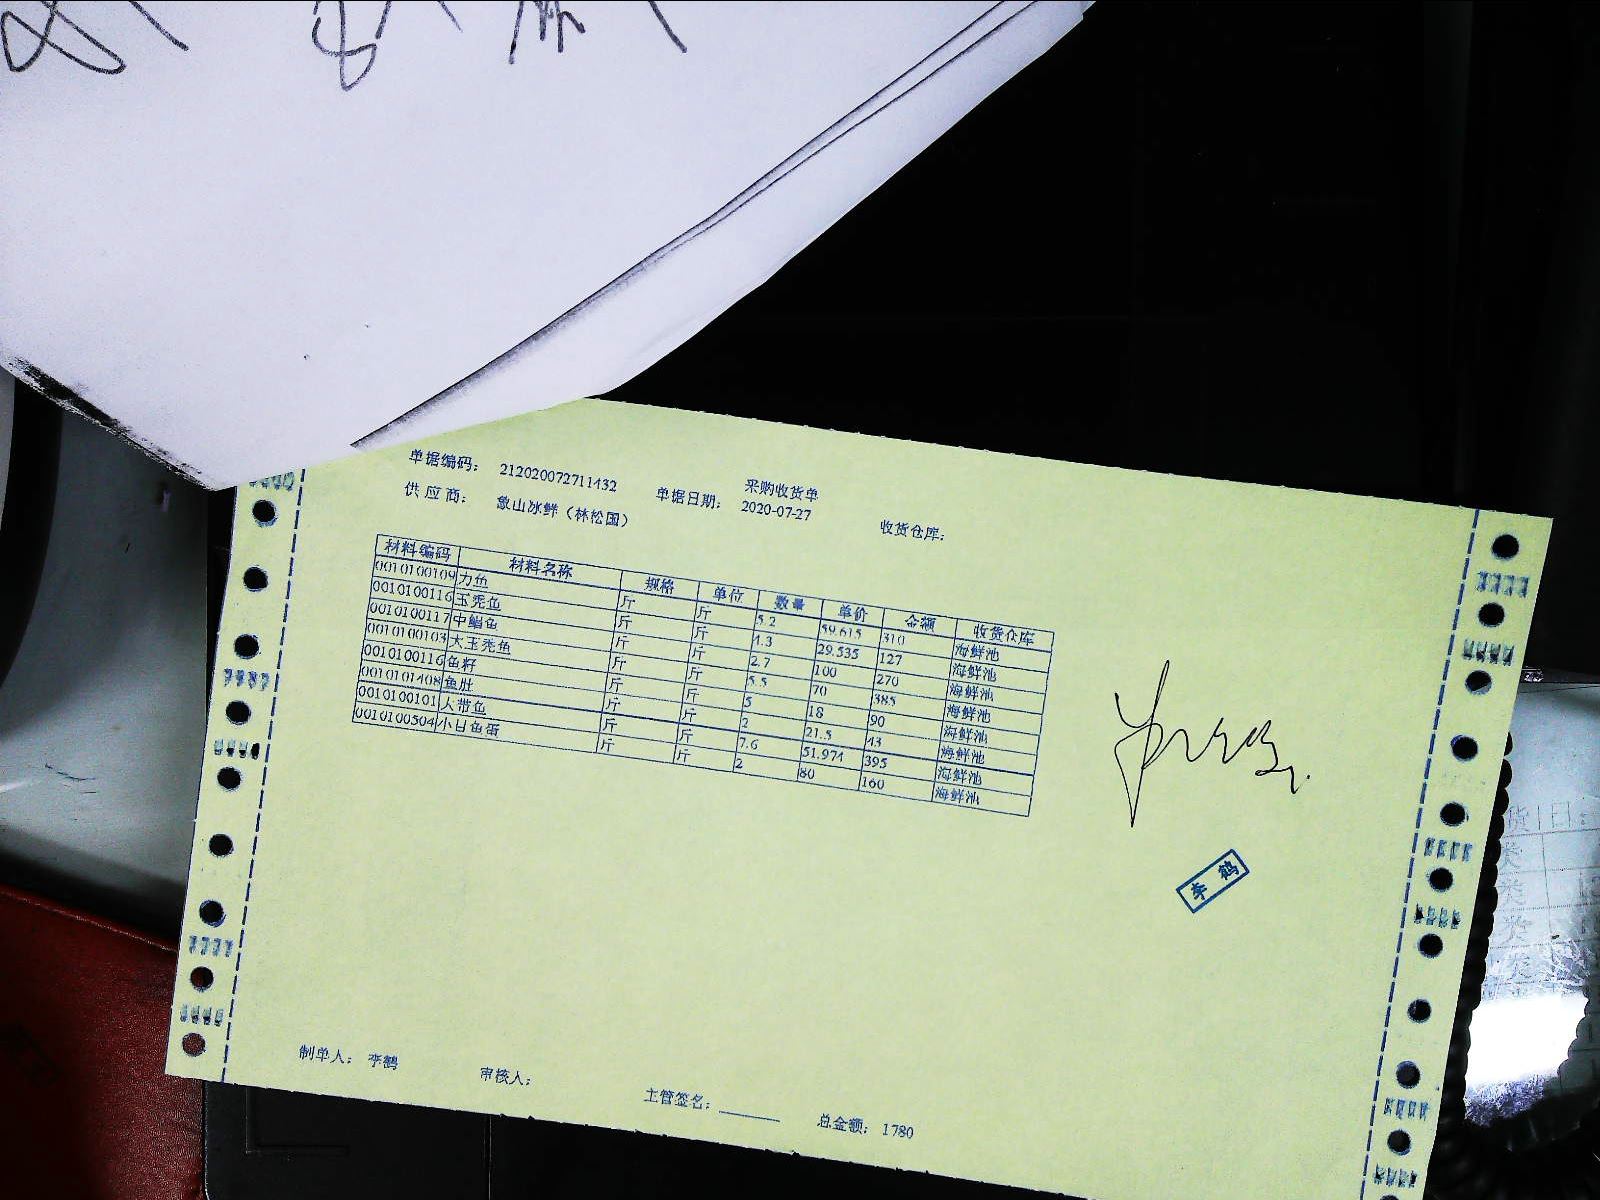 采购收货单
单据编码： 212020072711432 单据日期： 2020-07-27 收货仓库：
供应商： 象山冰鲜（林松国）
材料编码 材料名称 规格 单位 数量 单价 金额 收货仓库
0010100109 力鱼 斤 斤 5.2 59.615 310 海鲜池
0010100116 玉秃鱼 斤 斤 4.3 29.535 127 海鲜池
0010100117 中鲳鱼 斤 斤 2.7 100 270 海鲜池
0010100103 大玉秃鱼 斤 斤 5.5 70 385 海鲜池
0010100116 鱼籽 斤 斤 5 18 90 海鲜池
0010101408 鱼肚 斤 斤 2 21.5 43 海鲜池
0010100101 大带鱼 斤 斤 7.6 51.974 395 海鲜池
0010100504 小目鱼蛋 斤 斤 2 80 160 海鲜池
李鹤
制单人： 李鹤 审核人： 主管签名： 总金额： 1780